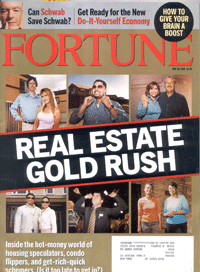 Can Schwab
Save Schwab?
Get Ready for the New
Do-It-Yourself Economy
HOW TO
GIVE YOUR
BRAIN A
BOOST
FORTUNE
REAL ESTATE
GOLD RUSH
Inside the hot-money world of
housing speculators, condo
flippers, and get-rich-quick
schemers. (Is it too late to get in?)